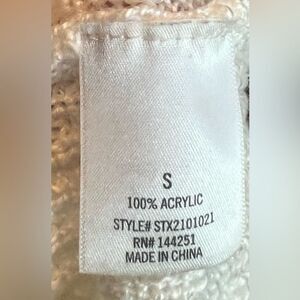 S
100% ACRYLIC
STYLE# STX2101021
RN# 144251
MADE IN CHINA